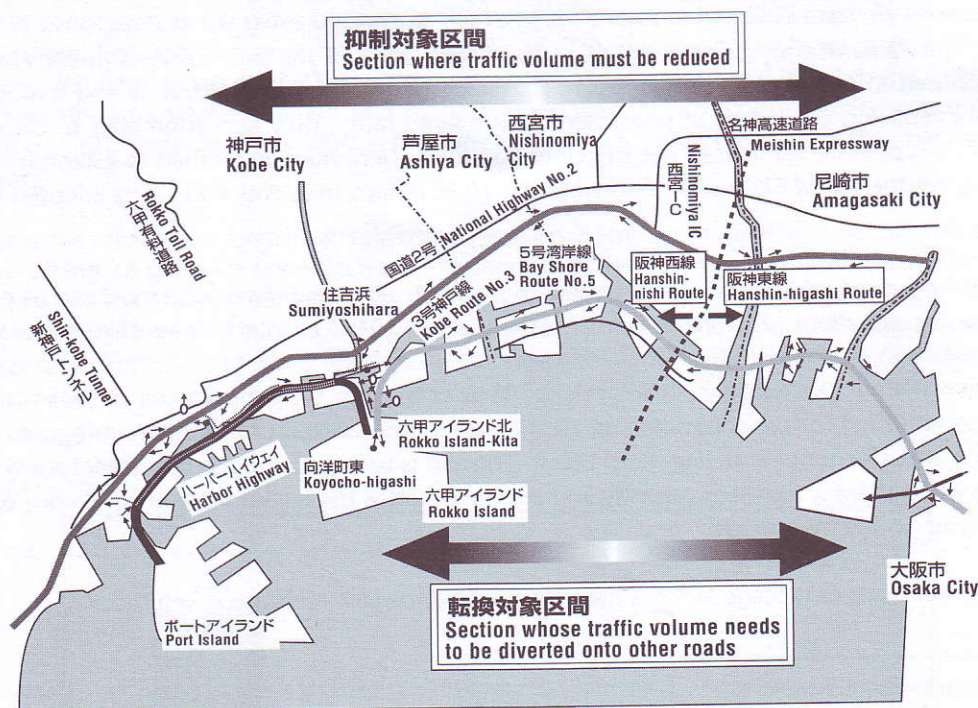 抑制対象区間
Section where traffic volume must be reduced
神戸市
Kobe City
芦屋市
Ashiya City
西宮市
Nishinomiya
City
名神高速道路
Meishin Expressway
尼崎市
Amagasaki City
Nishinomiya IC
西宮IC
Rokko Toll Road
六甲有料道路
国道2号
National Highway No.2
住吉浜
Sumiyoshihara
3号神戸線
Kobe Route No.3
5号湾岸線
Bay Shore
Route No.5
阪神西線
Hanshin-
nishi Route
阪神東線
Hanshin-higashi Route
Shin-kobe Tunnel
新神戸トンネル
ハーバーハイウェイ
Harbor Highway
六甲アイランド北
Rokko Island-Kita
向洋町東
Koyocho-higashi
六甲アイランド
Rokko Island
ポートアイランド
Port Island
大阪市
Osaka City
転換対象区間
Section whose traffic volume needs
to be diverted onto other roads